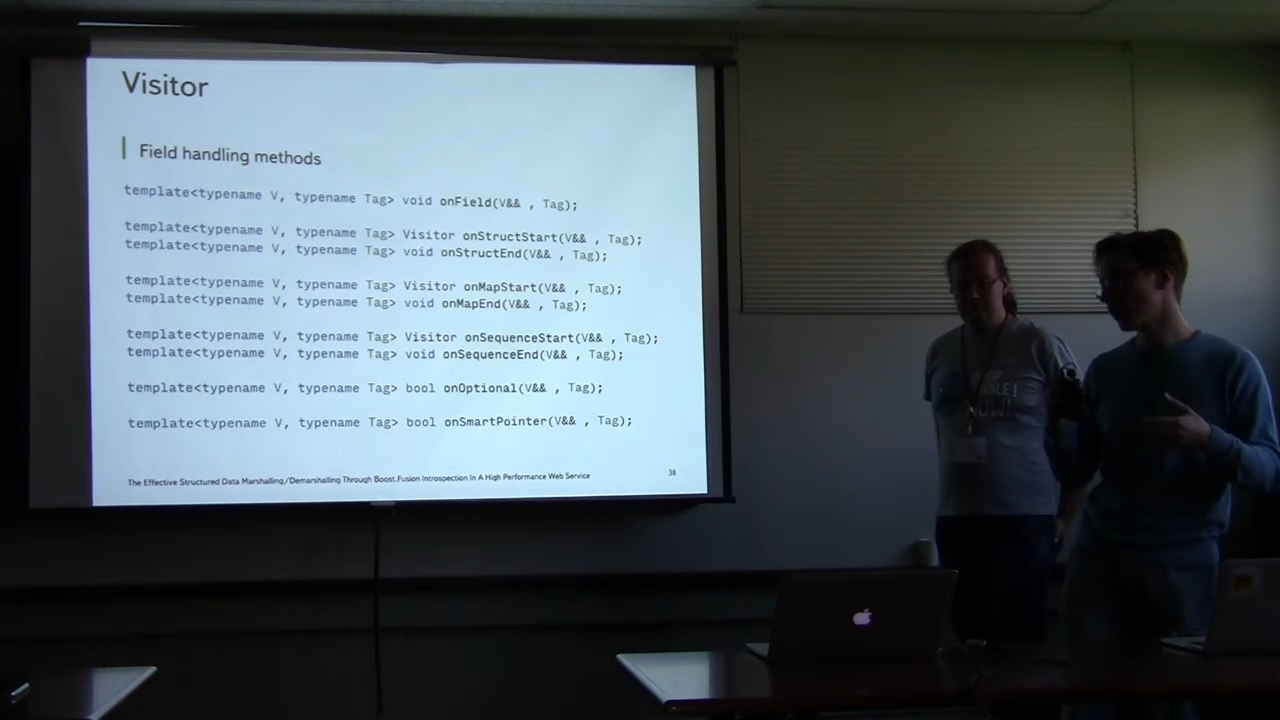 Visitor
Field handling methods
template<typename V, typename Tag> void onField(V&& , Tag);
template<typename V, typename Tag> Visitor onStructStart(V&& , Tag);
template<typename V, typename Tag> void onStructEnd(V&& , Tag);
template<typename V, typename Tag> Visitor onMapStart(V&& , Tag);
template<typename V, typename Tag> void onMapEnd(V&& , Tag);
template<typename V, typename Tag> Visitor onSequenceStart(V&& , Tag);
template<typename V, typename Tag> void onSequenceEnd(V&& , Tag);
template<typename V, typename Tag> bool onOptional(V&& , Tag);
template<typename V, typename Tag> bool onSmartPointer(V&& , Tag);
The Effective Structured Data Marshalling/Demarshalling Through Boost.Fusion Introspection In A High Performance Web Service
38